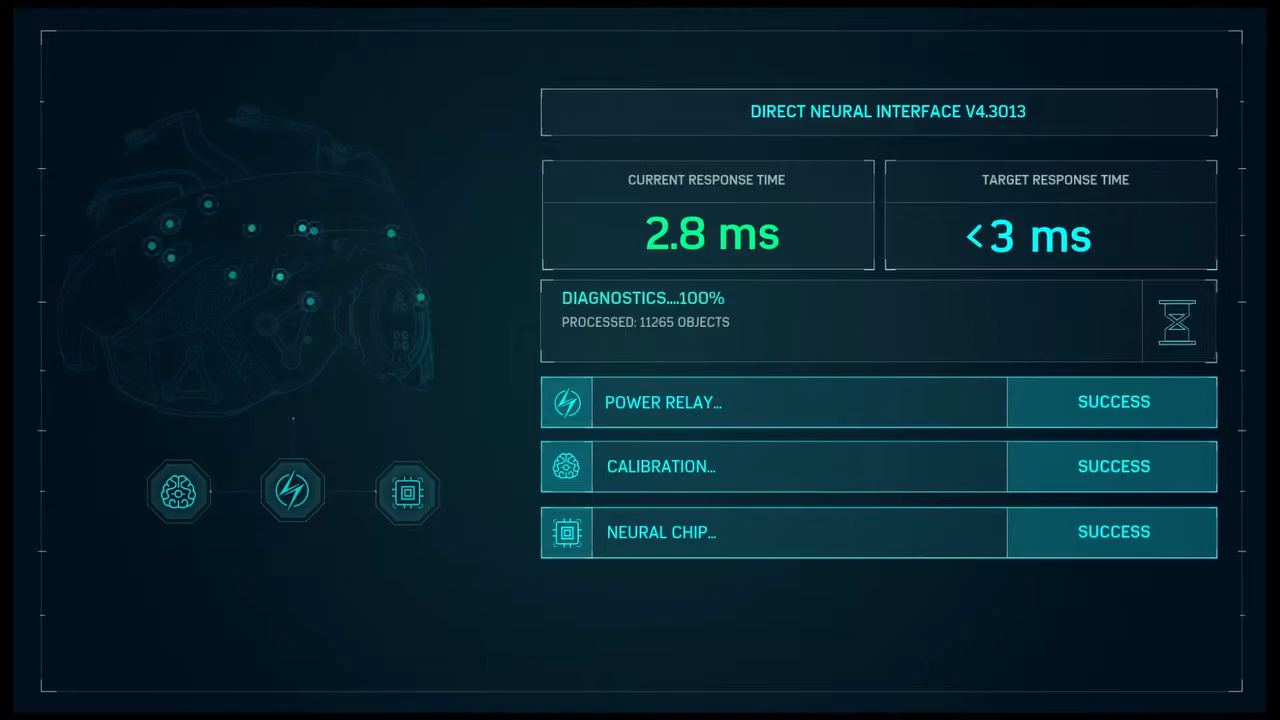 DIRECT NEURAL INTERFACE V4.3013
CURRENT RESPONSE TIME
2.8 ms
TARGET RESPONSE TIME
<3 ms
DIAGNOSTICS....100%
PROCESSED: 11265 OBJECTS
POWER RELAY...
SUCCESS
CALIBRATION...
SUCCESS
NEURAL CHIP...
SUCCESS